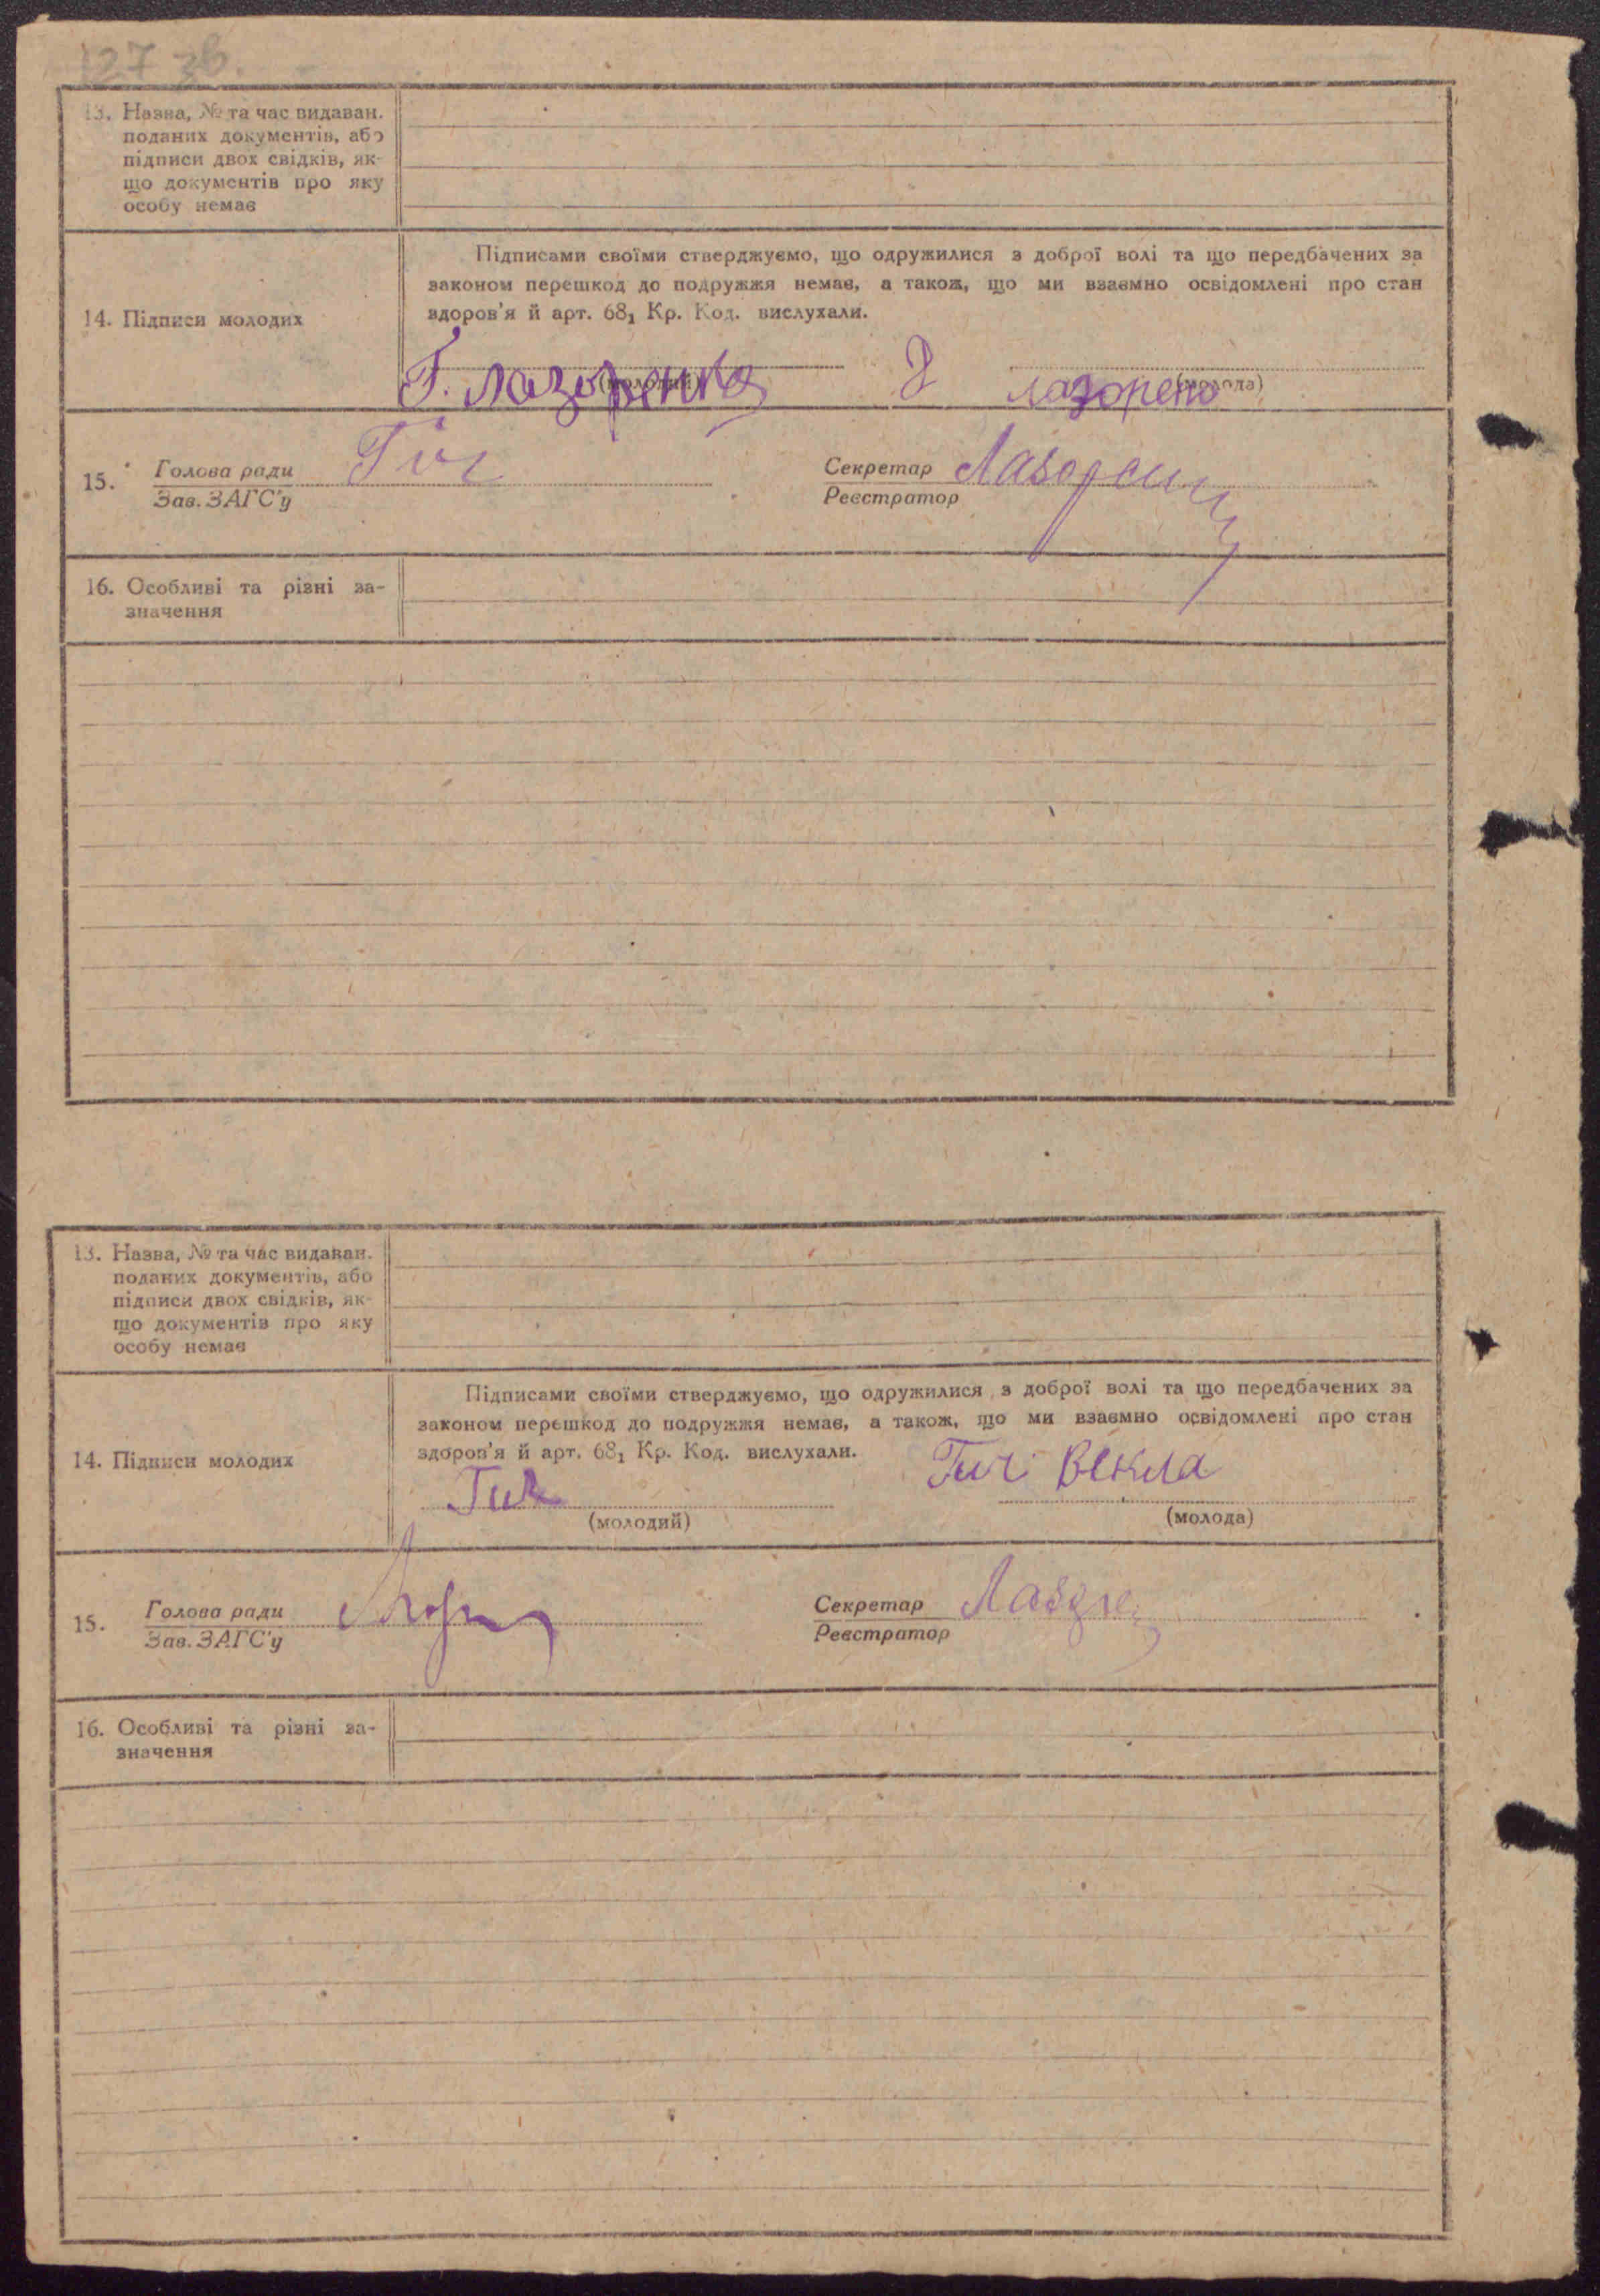 127 зв.
13. Назва, № та час видаван.
поданих документів, або
підписи двох свідків, як-
що документів про яку
особу немає
Підписами своїми стверджуємо, що одружилися з доброї волі та що передбачених за
законом перешкод до подружжя немає, а також, що ми взаємно освідомлені про стан
здоров'я й арт. 68₁ Кр. Код. вислухали.
14. Підписи молодих
Г. Лазоренко
лазорено
(молодий)
(молода)
15. Голова ради
Зав. ЗАГС'у
Секретар
Реєстратор
16. Особливі та різні за-
значення
13. Назва, № та час видаван.
поданих документів, або
підписи двох свідків, як-
що документів про яку
особу немає
Підписами своїми стверджуємо, що одружилися з доброї волі та що передбачених за
законом перешкод до подружжя немає, а також, що ми взаємно освідомлені про стан
здоров'я й арт. 68₁ Кр. Код. вислухали.
14. Підписи молодих
Гич Векла
(молодий)
(молода)
15. Голова ради
Зав. ЗАГС'у
Секретар
Реєстратор
16. Особливі та різні за-
значення